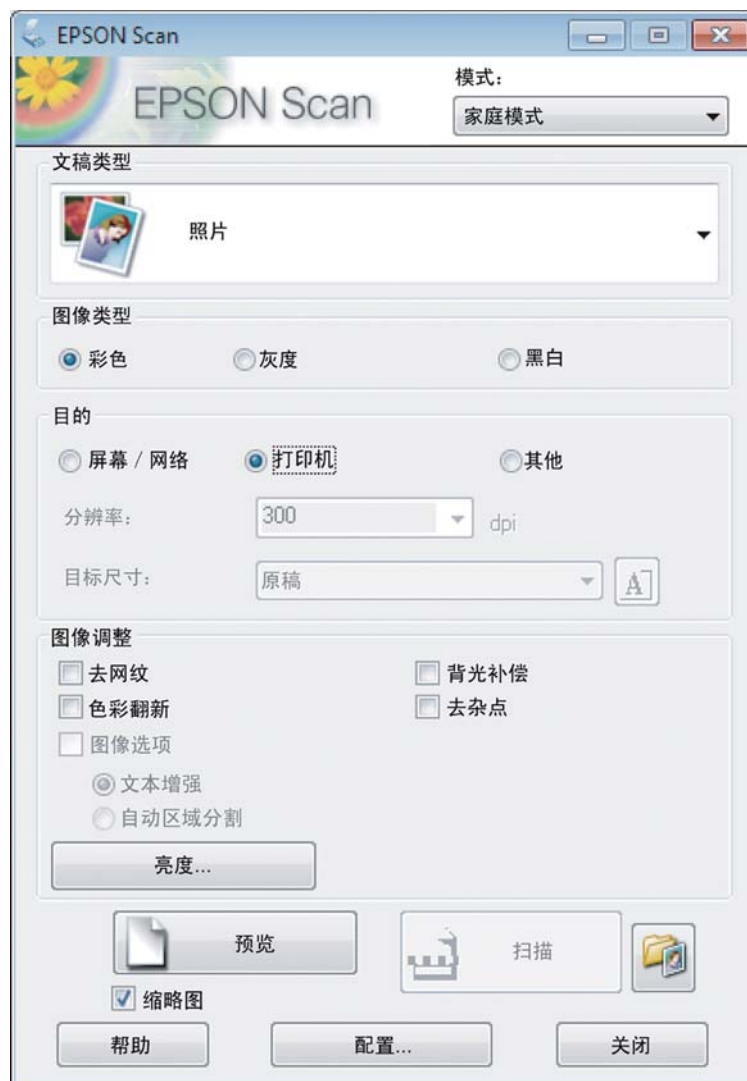 EPSON Scan
EPSON Scan
模式：
家庭模式
文稿类型
照片
图像类型
彩色 灰度 黑白
目的
屏幕 / 网络 打印机 其他
分辨率： 300 dpi
目标尺寸： 原稿 A
图像调整
去网纹 背光补偿
色彩翻新 去杂点
图像选项
文本增强
自动区域分割
亮度...
预览 扫描
缩略图
帮助 配置... 关闭